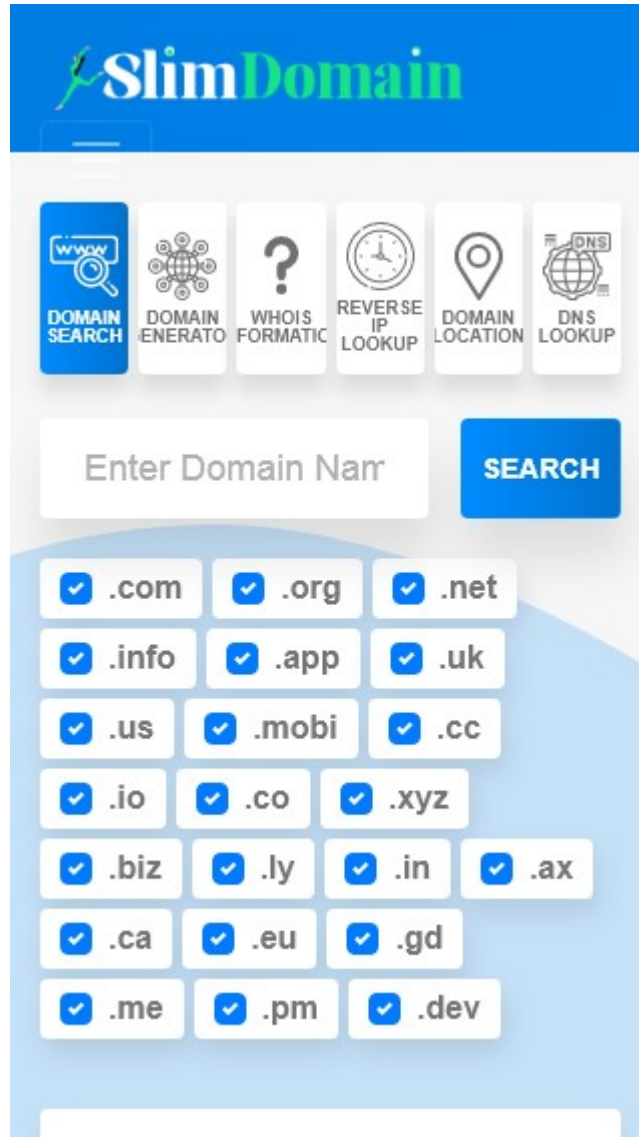 SlimDomain
www
DNS
DOMAIN SEARCH
DOMAIN ENERATO
WHOIS FORMATIC
REVERSE IP LOOKUP
DOMAIN LOCATION
DNS LOOKUP
Enter Domain Nam
SEARCH
.com .org .net
.info .app .uk
.us .mobi .cc
.io .co .xyz
.biz .ly .in .ax
.ca .eu .gd
.me .pm .dev